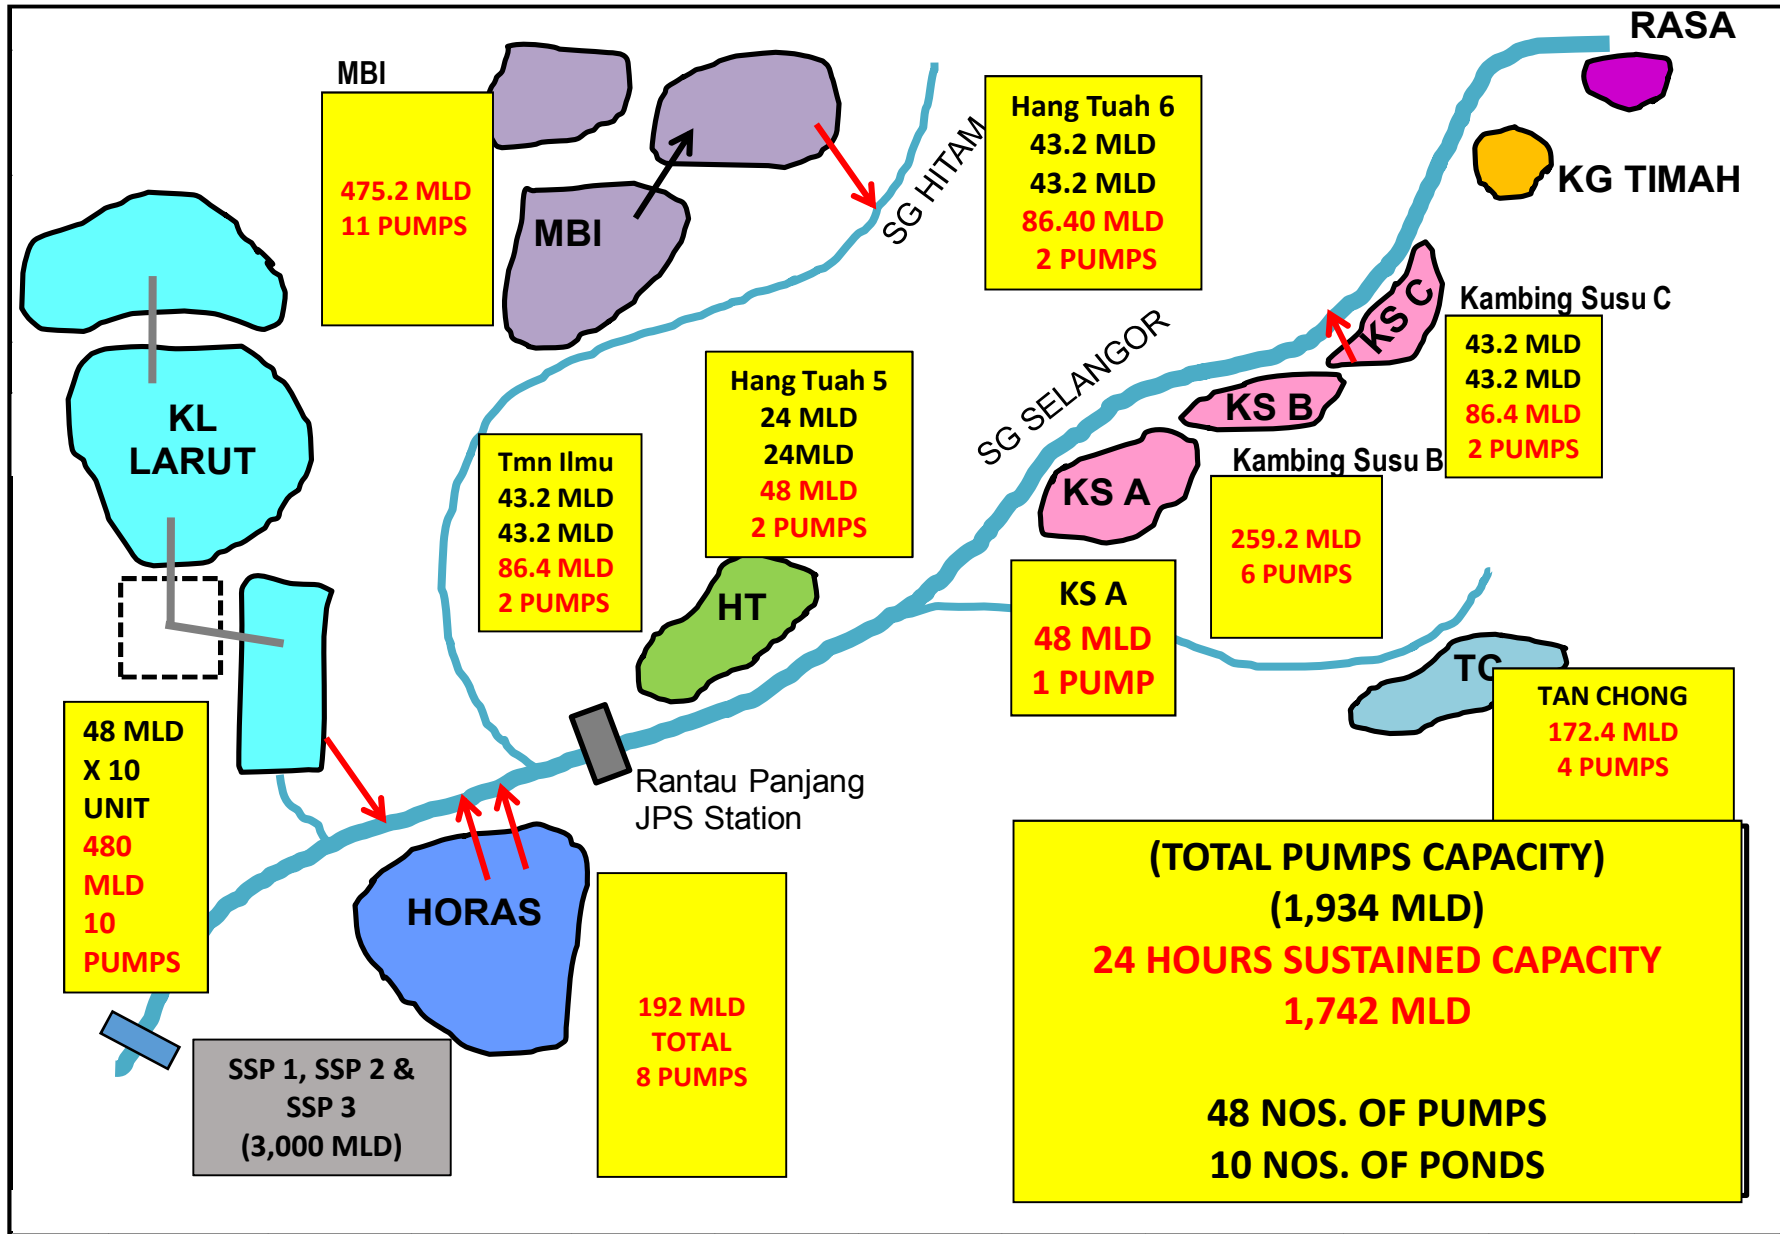 RASA
MBI
475.2 MLD
11 PUMPS
MBI
SG HITAM
Hang Tuah 6
43.2 MLD
43.2 MLD
86.40 MLD
2 PUMPS
KG TIMAH
KS C
Kambing Susu C
43.2 MLD
43.2 MLD
86.4 MLD
2 PUMPS
SG SELANGOR
KS B
Kambing Susu B
259.2 MLD
6 PUMPS
KS A
KL
LARUT
Hang Tuah 5
24 MLD
24MLD
48 MLD
2 PUMPS
Tmn Ilmu
43.2 MLD
43.2 MLD
86.4 MLD
2 PUMPS
HT
KS A
48 MLD
1 PUMP
TC
TAN CHONG
172.4 MLD
4 PUMPS
48 MLD
X 10
UNIT
480
MLD
10
PUMPS
Rantau Panjang
JPS Station
HORAS
192 MLD
TOTAL
8 PUMPS
SSP 1, SSP 2 &
SSP 3
(3,000 MLD)
(TOTAL PUMPS CAPACITY)
(1,934 MLD)
24 HOURS SUSTAINED CAPACITY
1,742 MLD
48 NOS. OF PUMPS
10 NOS. OF PONDS